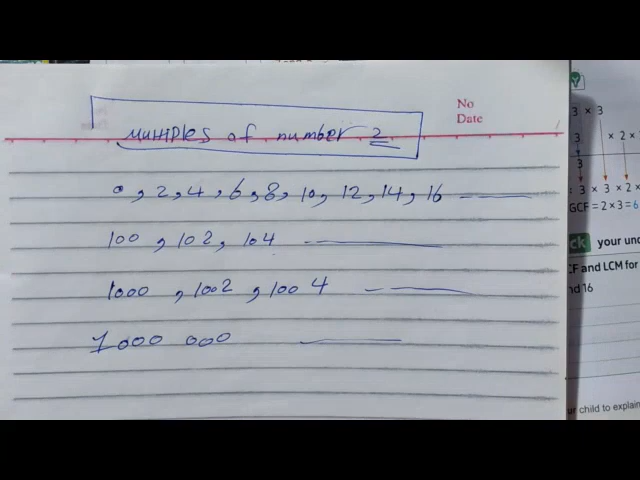 No
Date
Multiples of number 2
0, 2, 4, 6, 8, 10, 12, 14, 16
100, 102, 104
1000, 1002, 1004
1000 000
3 × 3
3 × 2 ×
3
: 3 × 3 × 2 ×
GCF = 2 × 3 = 6
ck your und
CF and LCM for
nd 16
ur child to explain